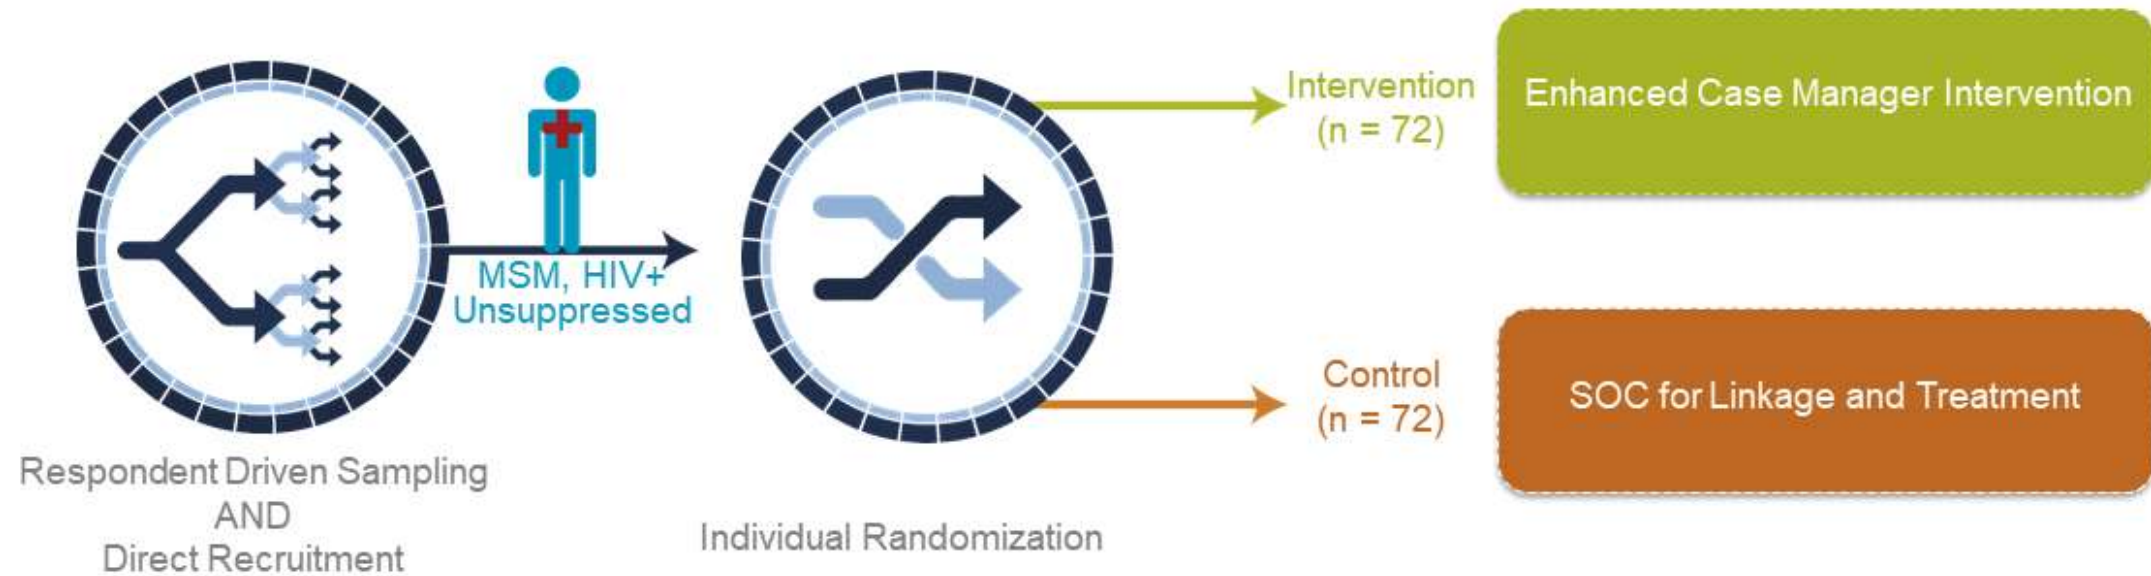 Respondent Driven Sampling
AND
Direct Recruitment
MSM, HIV+
Unsuppressed
Individual Randomization
Intervention
(n = 72)
Enhanced Case Manager Intervention
Control
(n = 72)
SOC for Linkage and Treatment